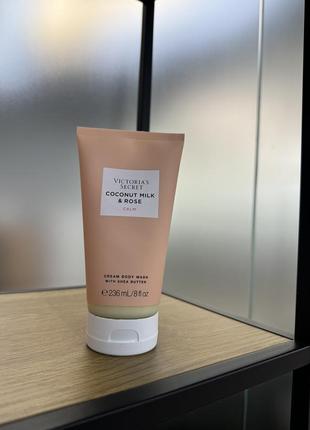 VICTORIA'S
SECRET
COCONUT MILK
& ROSE
CALM
CREAM BODY WASH
WITH SHEA BUTTER
℮ 236 mL/8 fl oz